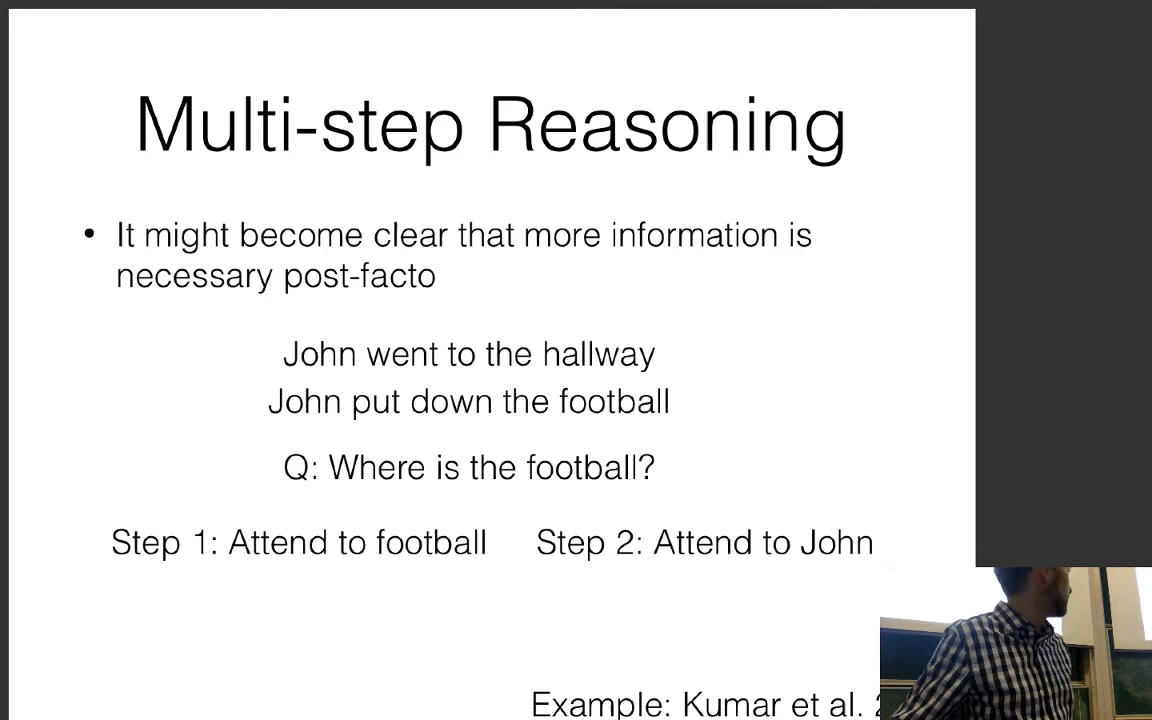 Multi-step Reasoning
• It might become clear that more information is
necessary post-facto
John went to the hallway
John put down the football
Q: Where is the football?
Step 1: Attend to football Step 2: Attend to John
Example: Kumar et al.